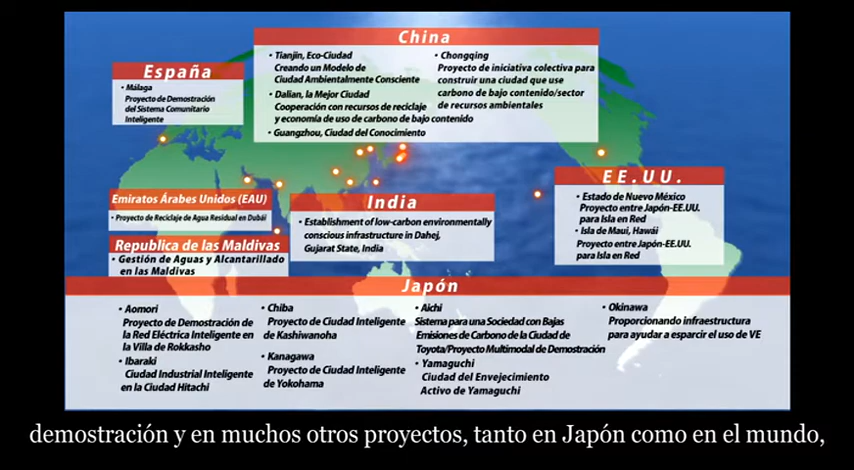 China
• Tianjin, Eco-Ciudad
Creando un Modelo de
Ciudad Ambientalmente Consciente
• Dalian, la Mejor Ciudad
Cooperación con recursos de reciclaje
y economía de uso de carbono de bajo contenido
• Guangzhou, Ciudad del Conocimiento
• Chongqing
Proyecto de iniciativa colectiva para
construir una ciudad que use
carbono de bajo contenido/sector
de recursos ambientales
España
• Málaga
Proyecto de Demostración
del Sistema Comunitario
Inteligente
Emiratos Árabes Unidos (EAU)
• Proyecto de Reciclaje de Agua Residual en Dubái
Republica de las Maldivas
• Gestión de Aguas y Alcantarillado
en las Maldivas
India
• Establishment of low-carbon environmentally
conscious infrastructure in Dahej,
Gujarat State, India
EE.UU.
• Estado de Nuevo México
Proyecto entre Japón-EE.UU.
para Isla en Red
• Isla de Maui, Hawái
Proyecto entre Japón-EE.UU.
para Isla en Red
Japón
• Aomori
Proyecto de Demostración de
la Red Eléctrica Inteligente en
la Villa de Rokkasho
• Ibaraki
Ciudad Industrial Inteligente
en la Ciudad Hitachi
• Chiba
Proyecto de Ciudad Inteligente
de Kashiwanoha
• Kanagawa
Proyecto de Ciudad Inteligente
de Yokohama
• Aichi
Sistema para una Sociedad con Bajas
Emisiones de Carbono de la Ciudad de
Toyota/Proyecto Multimodal de Demostración
• Yamaguchi
Ciudad del Envejecimiento
Activo de Yamaguchi
• Okinawa
Proporcionando infraestructura
para ayudar a esparcir el uso de VE
demostración y en muchos otros proyectos, tanto en Japón como en el mundo,